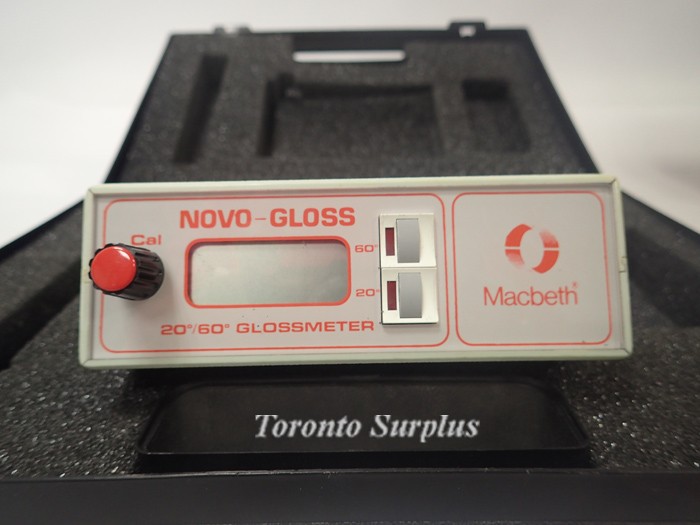 NOVO-GLOSS
Cal
60°
20°
20°/60° GLOSSMETER
Macbeth®
Toronto Surplus